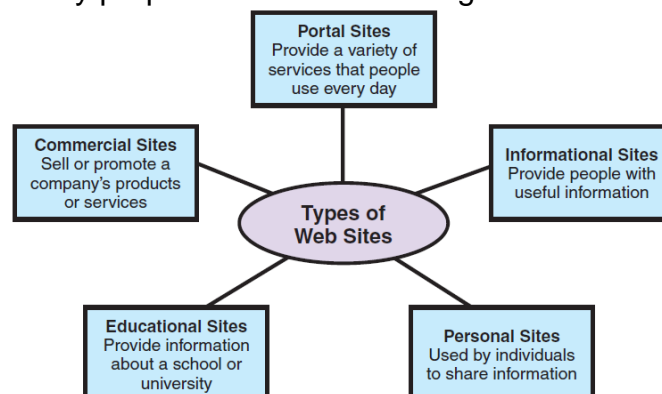 Portal Sites
Provide a variety of
services that people
use every day
Commercial Sites
Sell or promote a
company's products
or services
Informational Sites
Provide people with
useful information
Types of
Web Sites
Educational Sites
Provide information
about a school or
university
Personal Sites
Used by individuals
to share information